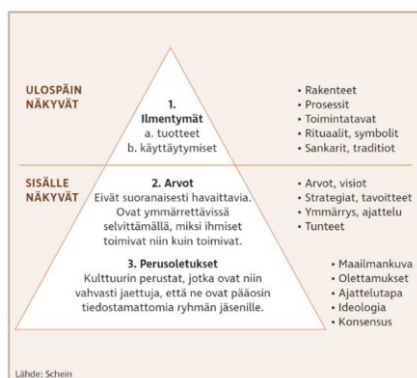 ULOSPÄIN
NÄKYVÄT
1.
Ilmentymät
a. tuotteet
b. käyttäytymiset
• Rakenteet
• Prosessit
• Toimintatavat
• Rituaalit, symbolit
• Sankarit, traditiot
SISÄLLE
NÄKYVÄT
2. Arvot
Eivät suoranaisesti havaittavia.
Ovat ymmärrettävissä
selvittämällä, miksi ihmiset
toimivat niin kuin toimivat.
• Arvot, visiot
• Strategiat, tavoitteet
• Ymmärrys, ajattelu
• Tunteet
3. Perusoletukset
Kulttuurin perustat, jotka ovat niin
vahvasti jaettuja, että ne ovat pääosin
tiedostamattomia ryhmän jäsenille.
• Maailmankuva
• Olettamukset
• Ajattelutapa
• Ideologia
• Konsensus
Lähde: Schein